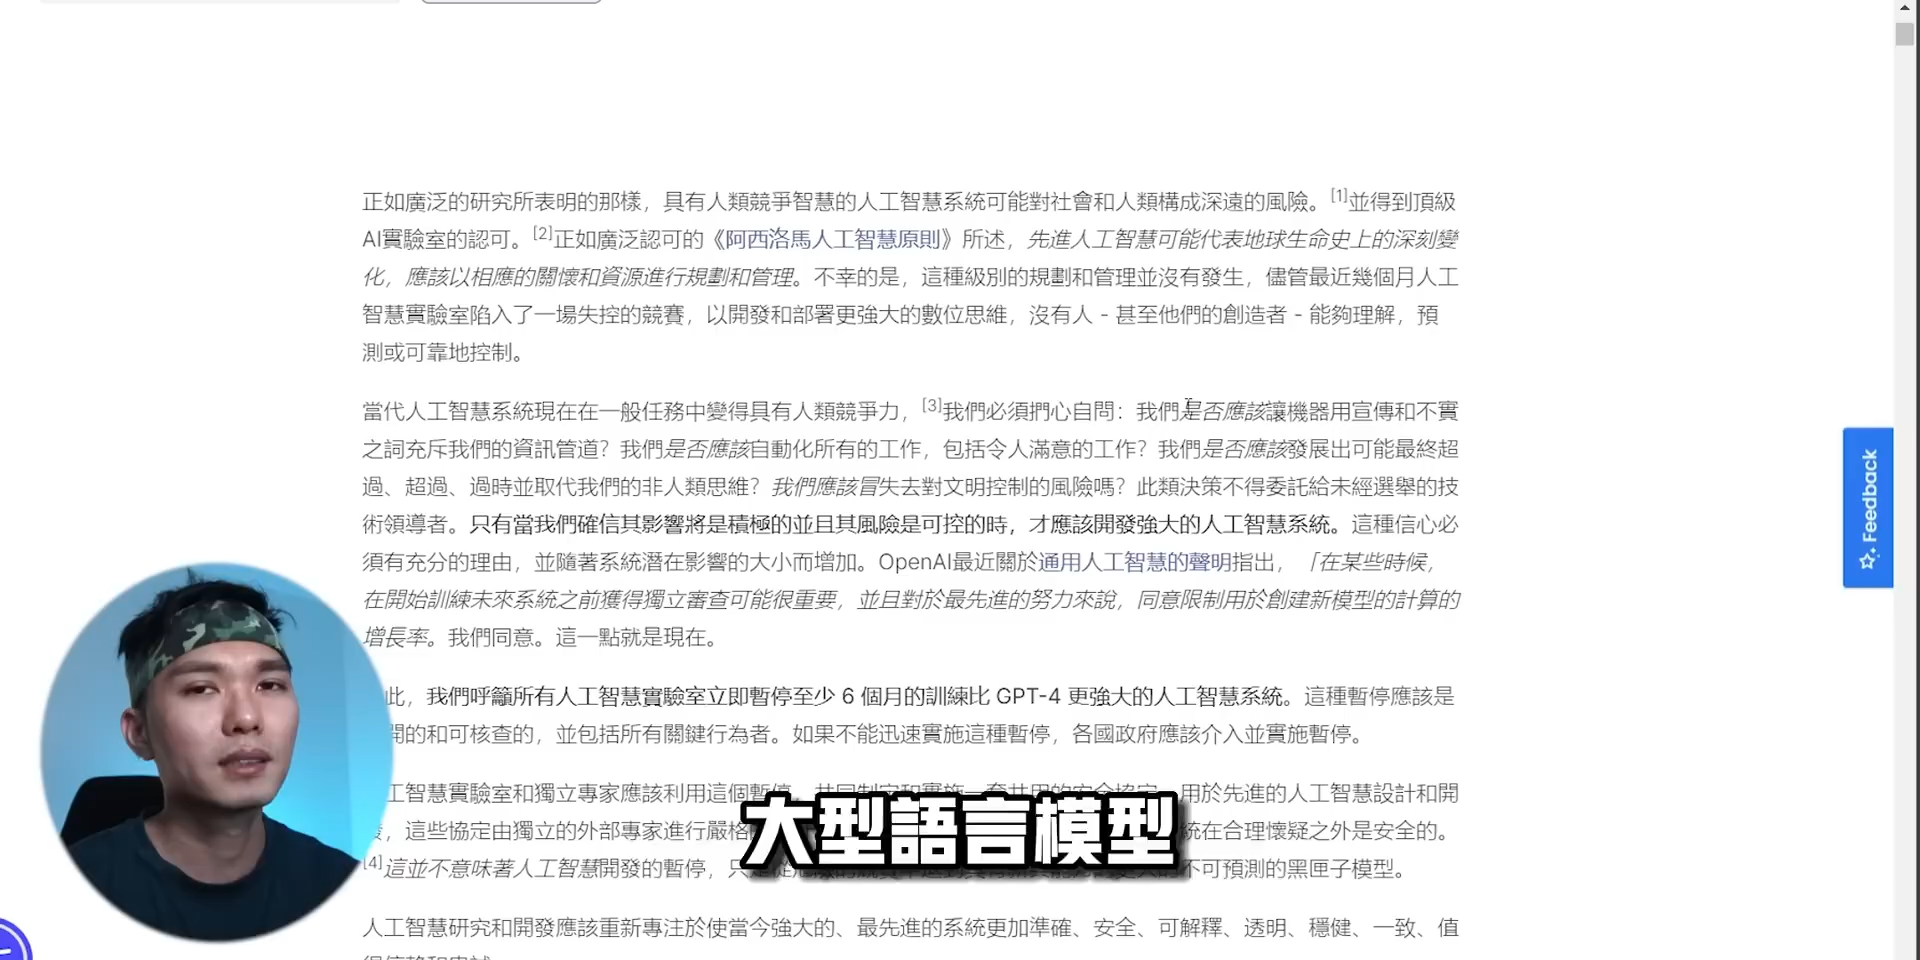 正如廣泛的研究所表明的那樣，具有人類競爭智慧的人工智慧系統可能對社會和人類構成深遠的風險。[1]並得到頂級
AI實驗室的認可。[2]正如廣泛認可的《阿西洛馬人工智慧原則》所述，先進人工智慧可能代表地球生命史上的深刻變
化，應該以相應的關懷和資源進行規劃和管理。不幸的是，這種級別的規劃和管理並沒有發生，儘管最近幾個月人工
智慧實驗室陷入了一場失控的競賽，以開發和部署更強大的數位思維，沒有人 - 甚至他們的創造者 - 能夠理解，預
測或可靠地控制。
當代人工智慧系統現在在一般任務中變得具有人類競爭力，[3]我們必須捫心自問：我們是否應該讓機器用宣傳和不實
之詞充斥我們的資訊管道？我們是否應該自動化所有的工作，包括令人滿意的工作？我們是否應該發展出可能最終超
過、超過、過時並取代我們的非人類思維？我們應該冒失去對文明控制的風險嗎？此類決策不得委託給未經選舉的技
術領導者。只有當我們確信其影響將是積極的並且其風險是可控的時，才應該開發強大的人工智慧系統。這種信心必
須有充分的理由，並隨著系統潛在影響的大小而增加。OpenAI最近關於通用人工智慧的聲明指出，「在某些時候，
在開始訓練未來系統之前獲得獨立審查可能很重要，並且對於最先進的努力來說，同意限制用於創建新模型的計算的
增長率。我們同意。這一點就是現在。
此，我們呼籲所有人工智慧實驗室立即暫停至少 6 個月的訓練比 GPT-4 更強大的人工智慧系統。這種暫停應該是
開的和可核查的，並包括所有關鍵行為者。如果不能迅速實施這種暫停，各國政府應該介入並實施暫停。
工智慧實驗室和獨立專家應該利用這個暫停，共同制定和實施一套共用的安全協定，用於先進的人工智慧設計和開
，這些協定由獨立的外部專家進行嚴格
統在合理懷疑之外是安全的。
[4]這並不意味著人工智慧開發的暫停，只
不可預測的黑匣子模型。
大型語言模型
人工智慧研究和開發應該重新專注於使當今強大的、最先進的系統更加準確、安全、可解釋、透明、穩健、一致、值
Feedback